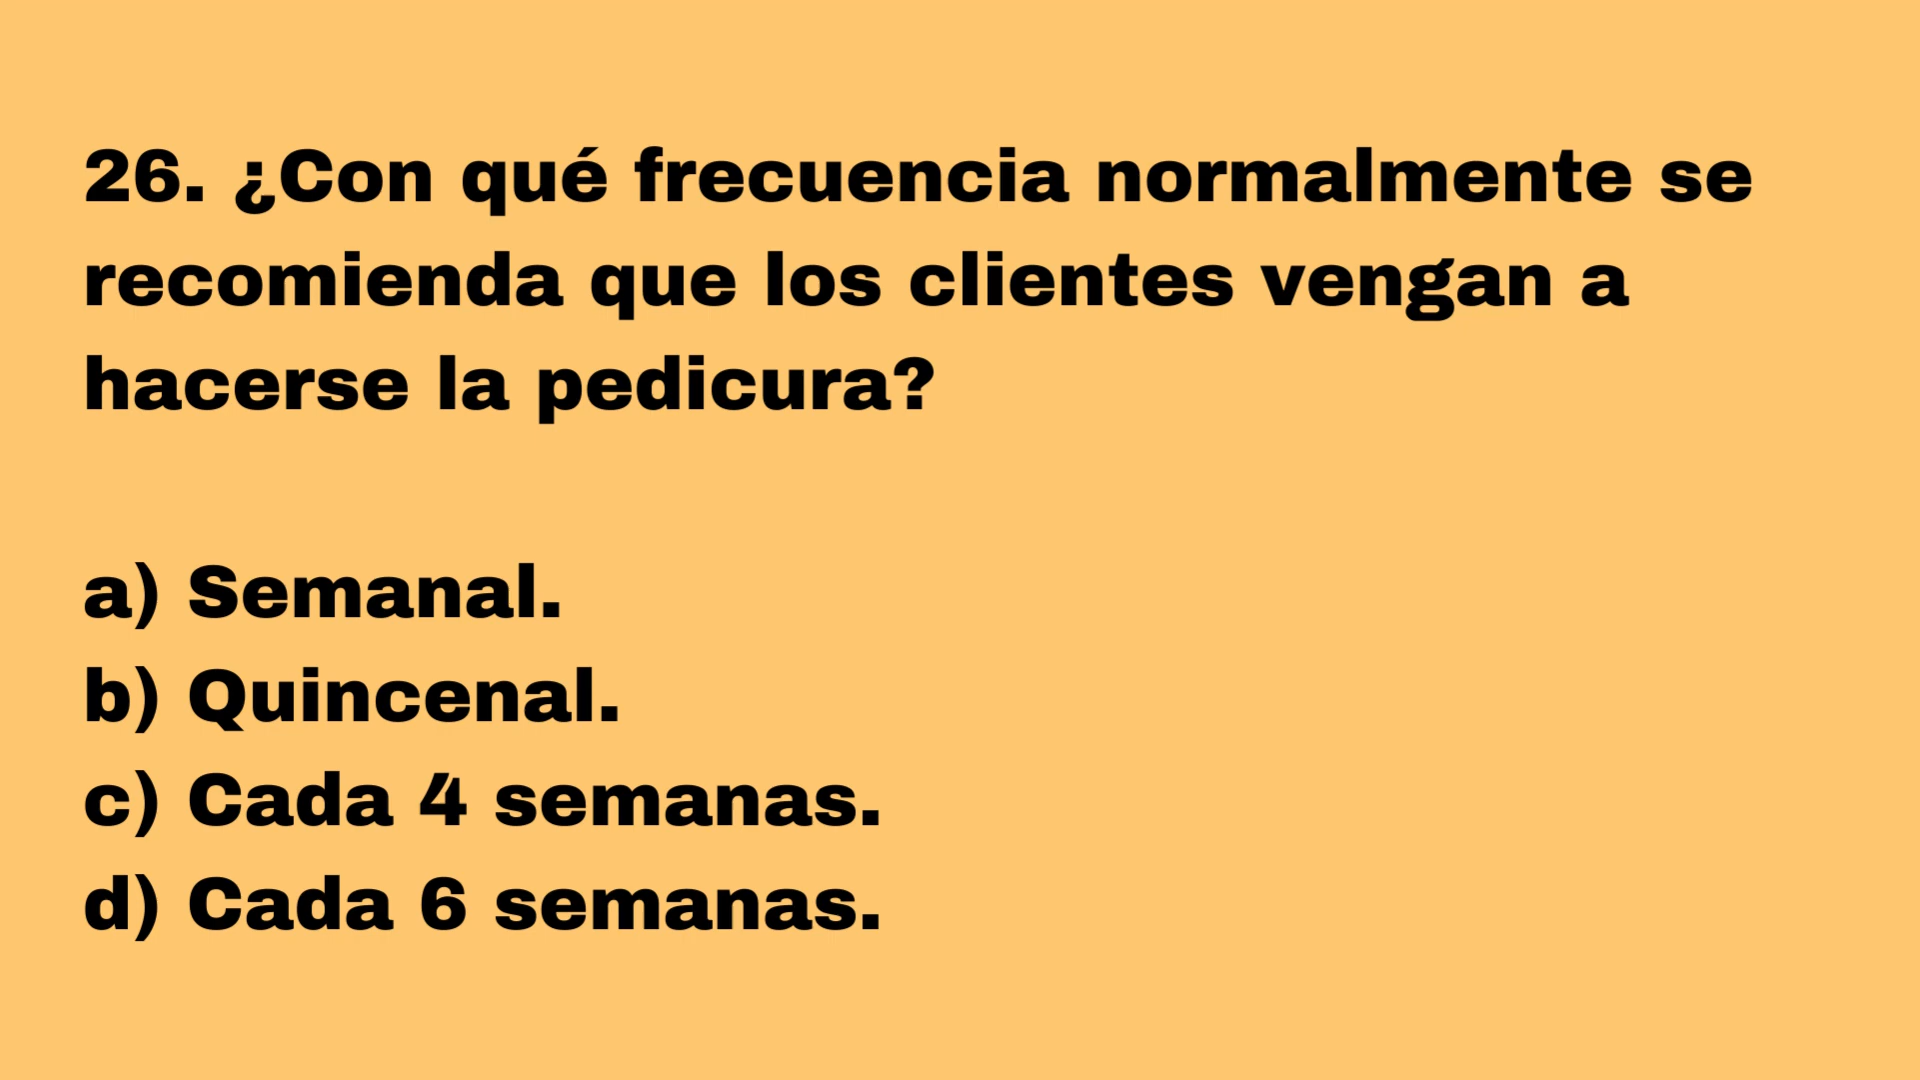 26. ¿Con qué frecuencia normalmente se
recomienda que los clientes vengan a
hacerse la pedicura?
a) Semanal.
b) Quincenal.
c) Cada 4 semanas.
d) Cada 6 semanas.